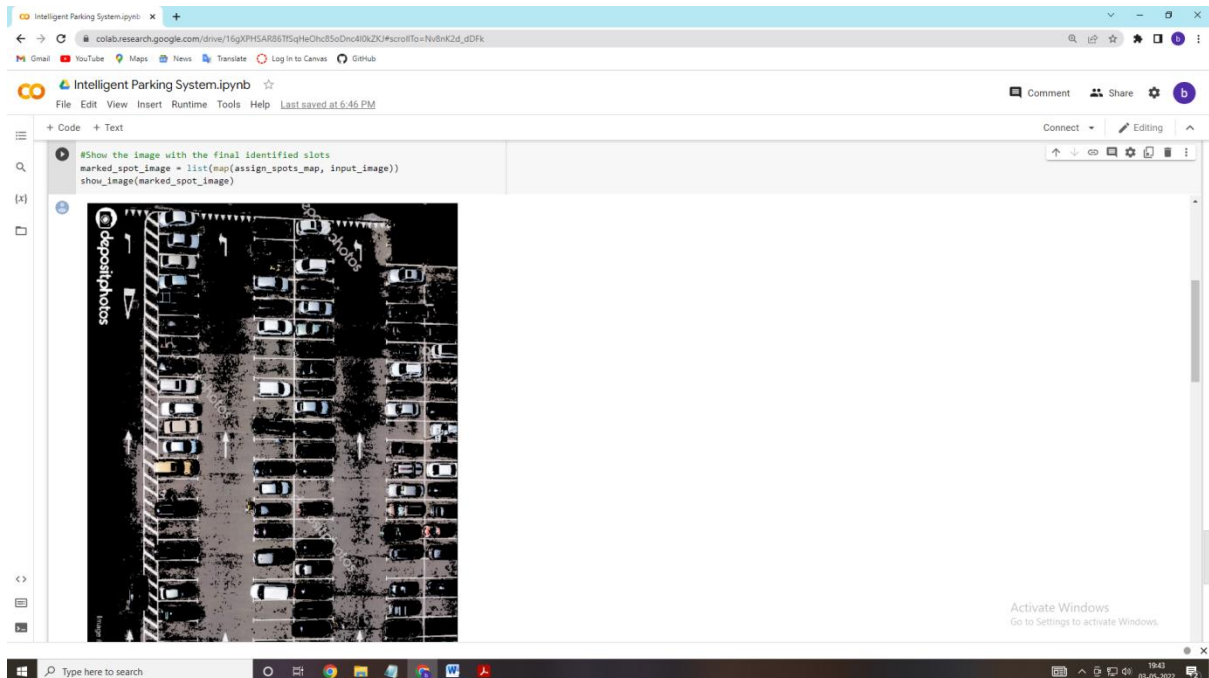 Intelligent Parking System.ipynb
colab.research.google.com/drive/16gXPHSAR86TfSqHeOhc85oDnc4I0kZKJ#scrollTo=Nv8nK2d_dDFk
Gmail YouTube Maps News Translate Log In to Canvas GitHub
Intelligent Parking System.ipynb
Comment Share b
File Edit View Insert Runtime Tools Help Last saved at 6:46 PM
+ Code + Text Connect Editing
#Show the image with the final identified slots
marked_spot_image = list(map(assign_spots_map, input_image))
show_image(marked_spot_image)
{x}
depositphotos
Activate Windows
Go to Settings to activate Windows.
Type here to search
19:43
03-05-2022